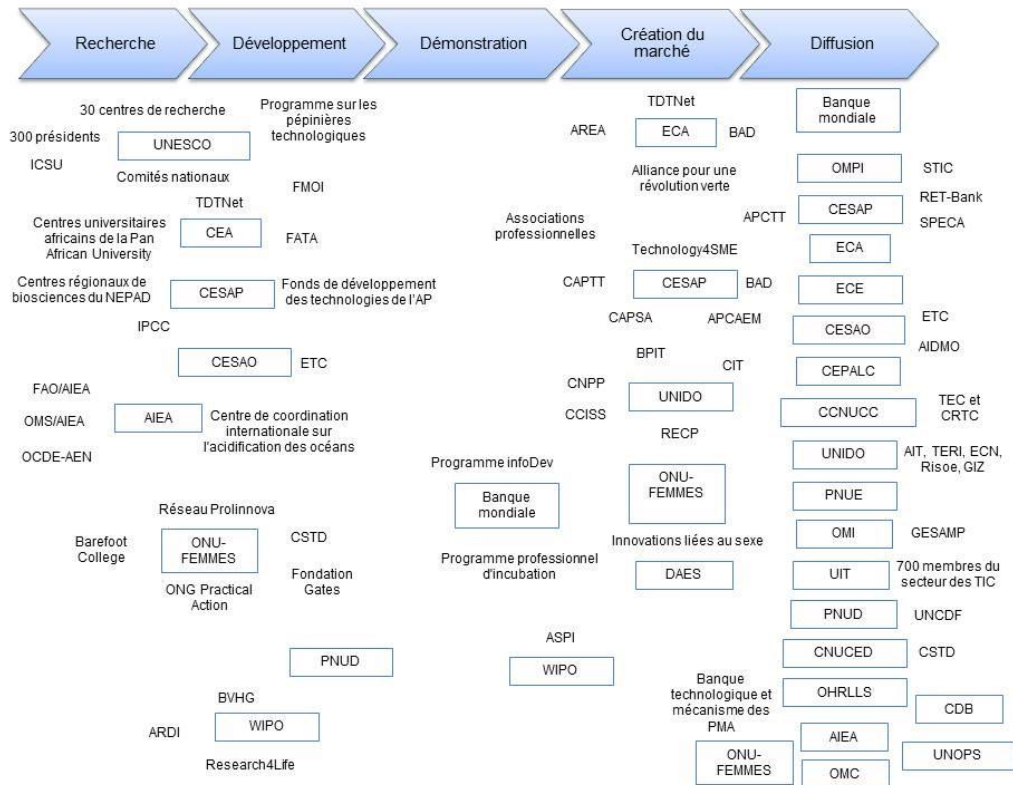 Recherche
Développement
Démonstration
Création du
marché
Diffusion
30 centres de recherche
300 présidents
UNESCO
ICSU
Comités nationaux
Programme sur les
pépinières
technologiques
FMOI
TDTNet
Centres universitaires
africains de la Pan
African University
CEA
FATA
Centres régionaux de
biosciences du NEPAD
CESAP
Fonds de développement
des technologies de l'AP
IPCC
CESAO
ETC
FAO/AIEA
OMS/AIEA
AIEA
Centre de coordination
internationale sur
l'acidification des océans
OCDE-AEN
Réseau Prolinnova
Barefoot
College
ONU-
FEMMES
CSTD
ONG Practical
Action
Fondation
Gates
PNUD
BVHG
ARDI
WIPO
Research4Life
Associations
professionnelles
Programme infoDev
Banque
mondiale
Programme professionnel
d'incubation
ASPI
WIPO
TDTNet
AREA
ECA
BAD
Alliance pour une
révolution verte
Technology4SME
CAPTT
CESAP
BAD
CAPSA
APCAEM
BPIT
CIT
CNPP
UNIDO
CCISS
RECP
ONU-
FEMMES
Innovations liées au sexe
DAES
Banque
mondiale
OMPI
STIC
RET-Bank
APCTT
CESAP
SPECA
ECA
ECE
CESAO
ETC
AIDMO
CEPALC
CCNUCC
TEC et
CRTC
UNIDO
AIT, TERI, ECN,
Risoe, GIZ
PNUE
OMI
GESAMP
UIT
700 membres du
secteur des TIC
PNUD
UNCDF
CNUCED
CSTD
Banque
technologique et
mécanisme des
PMA
OHRLLS
CDB
AIEA
ONU-
FEMMES
UNOPS
OMC